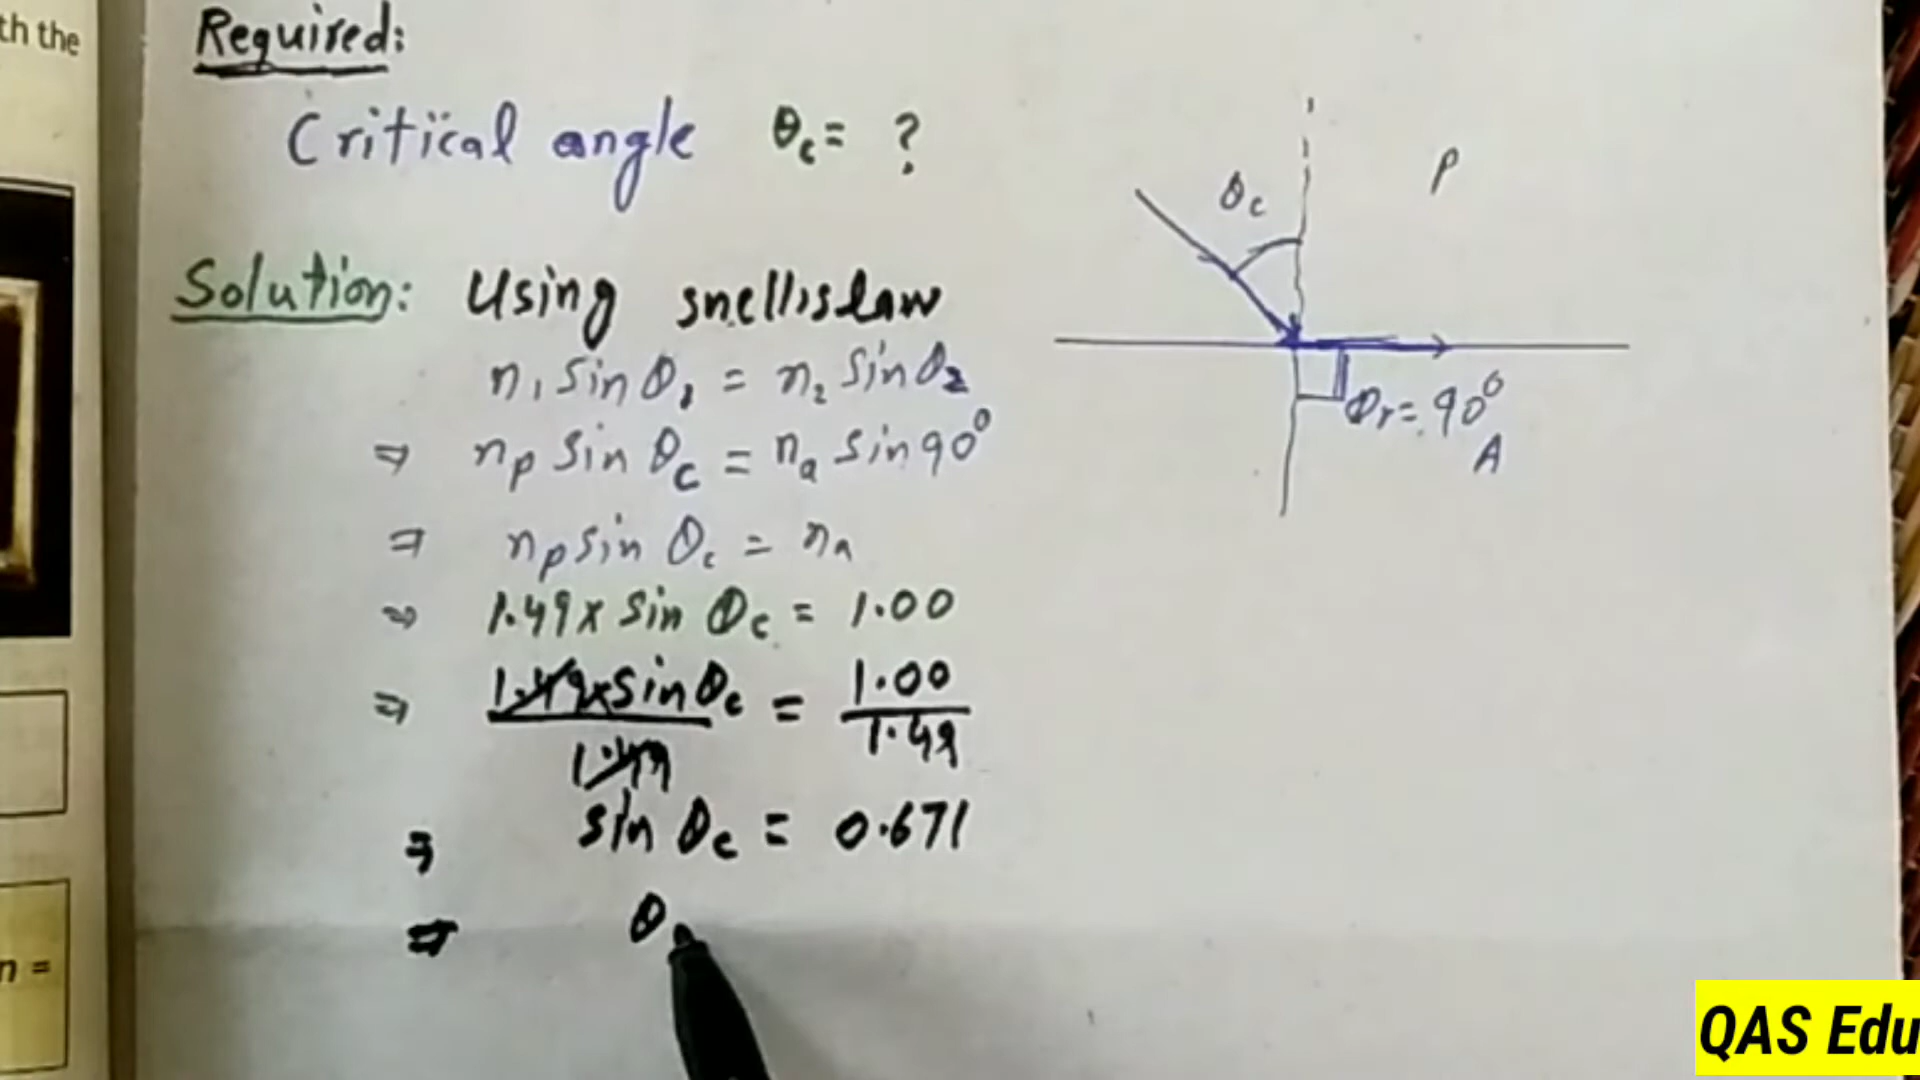 th the
Required:
Critical angle θc = ?
Solution: Using snell's law
n₁ sin θ₁ = n₂ sin θ₂
⇒ np sin θc = na sin 90°
⇒ np sin θc = na
⇒ 1.49 x sin θc = 1.00
⇒ 1.49 x sin θc / 1.49 = 1.00 / 1.49
⇒ sin θc = 0.671
⇒ θ
θc
P
θr = 90°
A
n =
QAS Edu